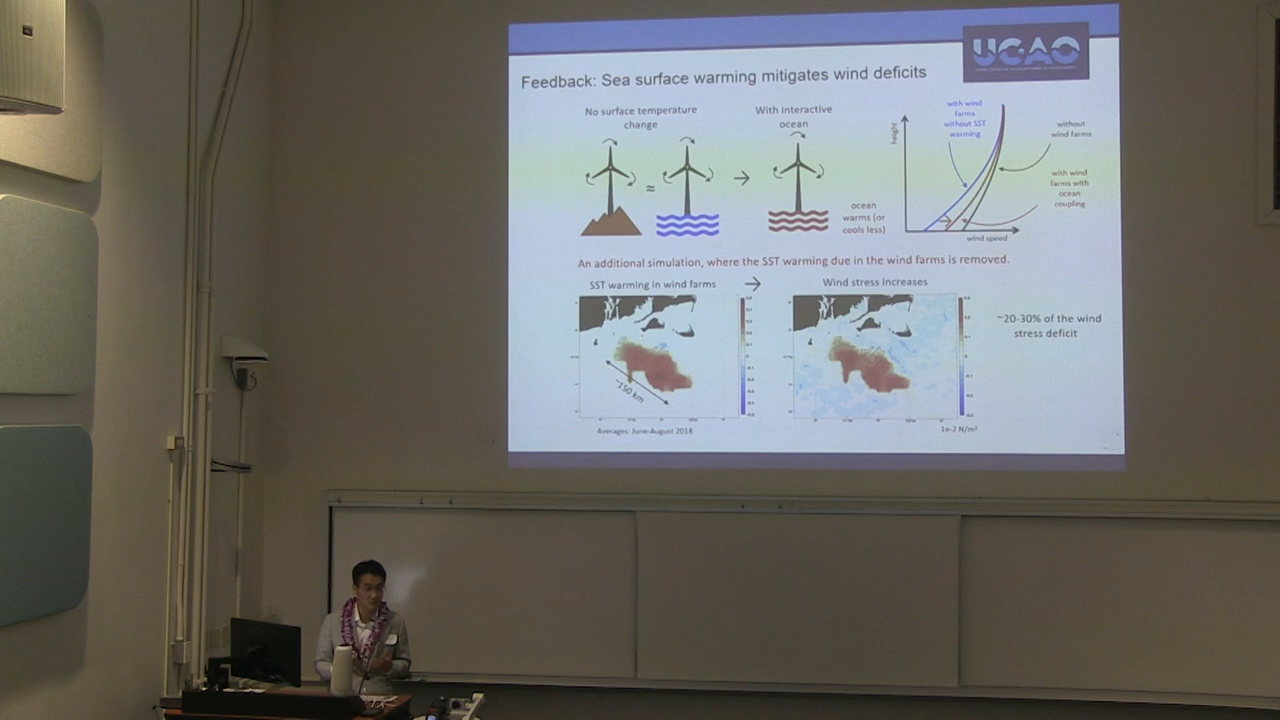 UCAO
Feedback: Sea surface warming mitigates wind deficits
No surface temperature
change
With interactive
ocean
≈
→
ocean
warms (or
cools less)
height
with wind
farms
without SST
warming
without
wind farms
with wind
farms with
ocean
coupling
wind speed
An additional simulation, where the SST warming due in the wind farms is removed.
SST warming in wind farms
→
Wind stress increases
~150 km
~20-30% of the wind
stress deficit
Averages: June-August 2018
1e-2 N/m²